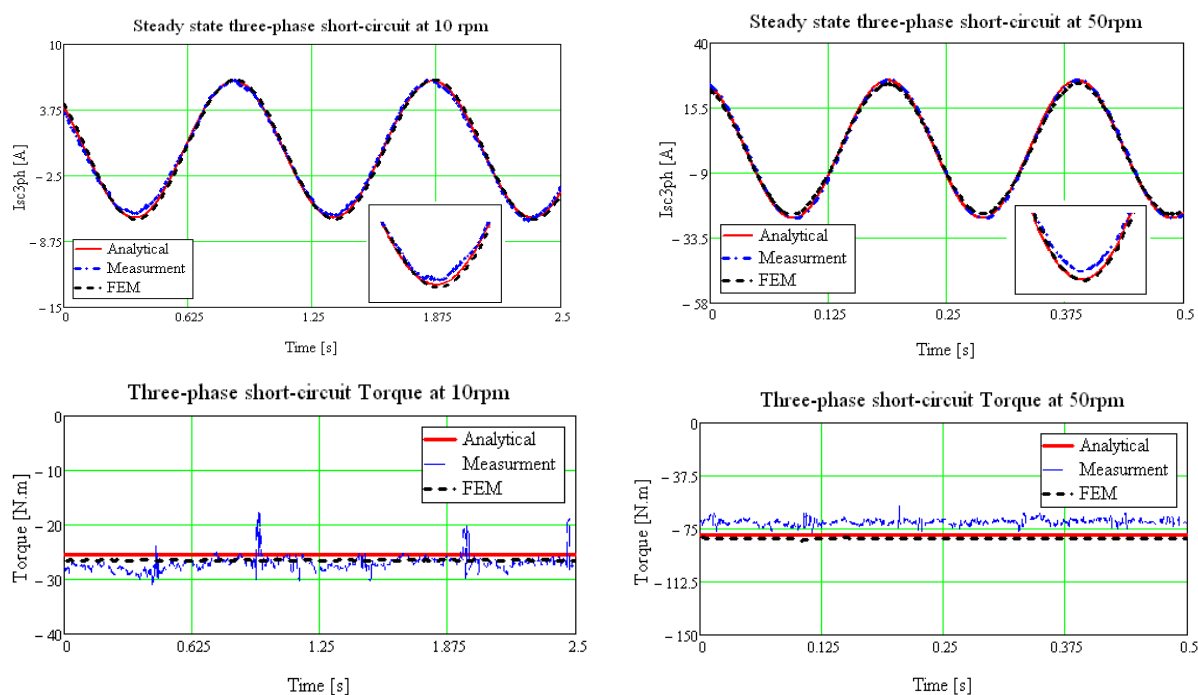 Steady state three-phase short-circuit at 10 rpm
10
3.75
− 2.5
− 8.75
− 15
Isc3ph [A]
Analytical
Measurment
FEM
0
0.625
1.25
1.875
2.5
Time [s]
Steady state three-phase short-circuit at 50rpm
40
15.5
− 9
− 33.5
− 58
Isc3ph [A]
Analytical
Measurment
FEM
0
0.125
0.25
0.375
0.5
Time [s]
Three-phase short-circuit Torque at 10rpm
0
− 10
− 20
− 30
− 40
Torque [N.m]
Analytical
Measurment
FEM
0
0.625
1.25
1.875
2.5
Time [s]
Three-phase short-circuit Torque at 50rpm
0
− 37.5
− 75
− 112.5
− 150
Torque [N.m]
Analytical
Measurment
FEM
0
0.125
0.25
0.375
0.5
Time [s]